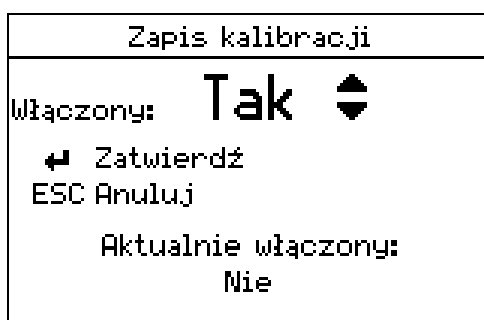 Zapis kalibracji
Włączony: Tak
Zatwierdź
ESC Anuluj
Aktualnie włączony:
Nie